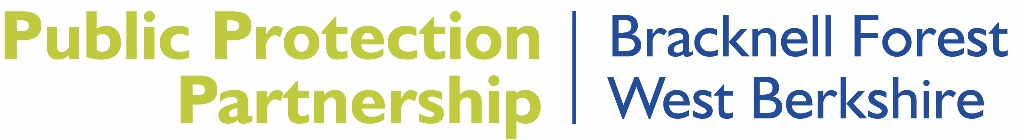 Public Protection
Partnership
Bracknell Forest
West Berkshire